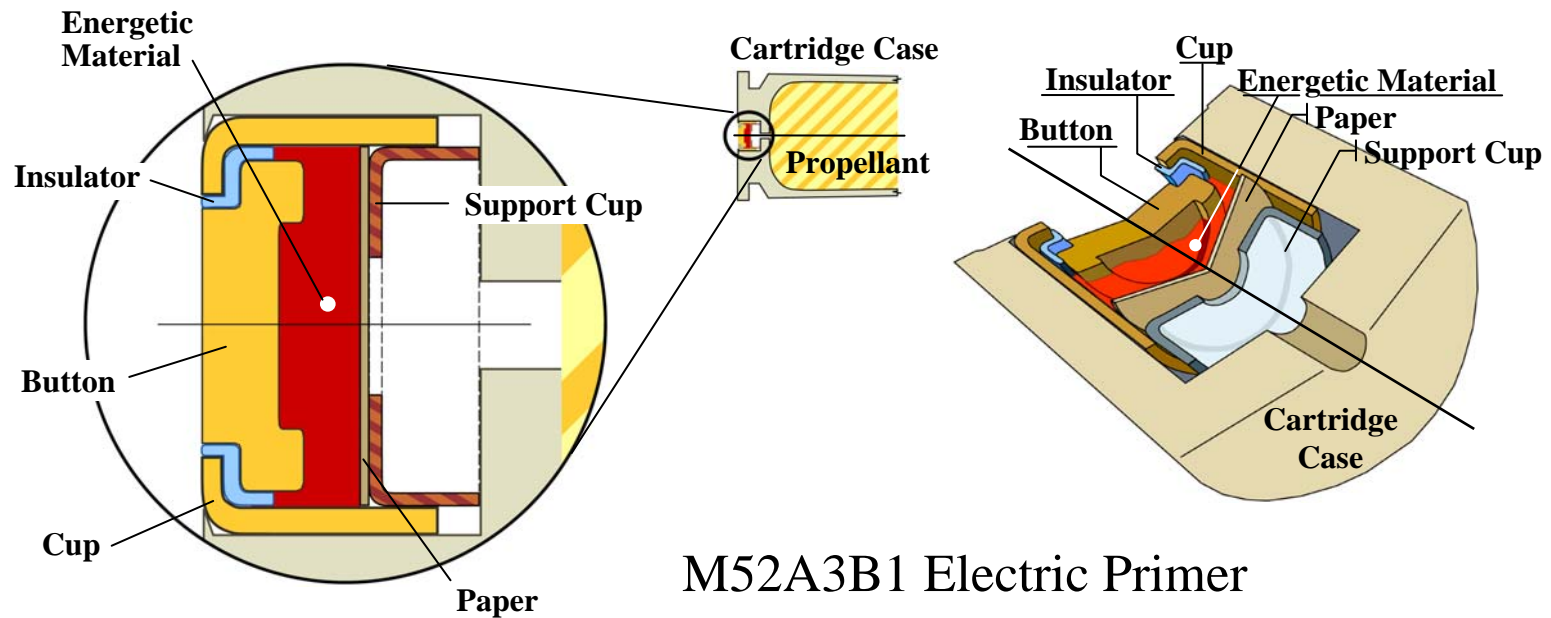 Energetic
Material
Insulator
Support Cup
Button
Cup
Paper
Cartridge Case
Propellant
Cup
Insulator
Energetic Material
Button
Paper
Support Cup
Cartridge
Case
M52A3B1 Electric Primer